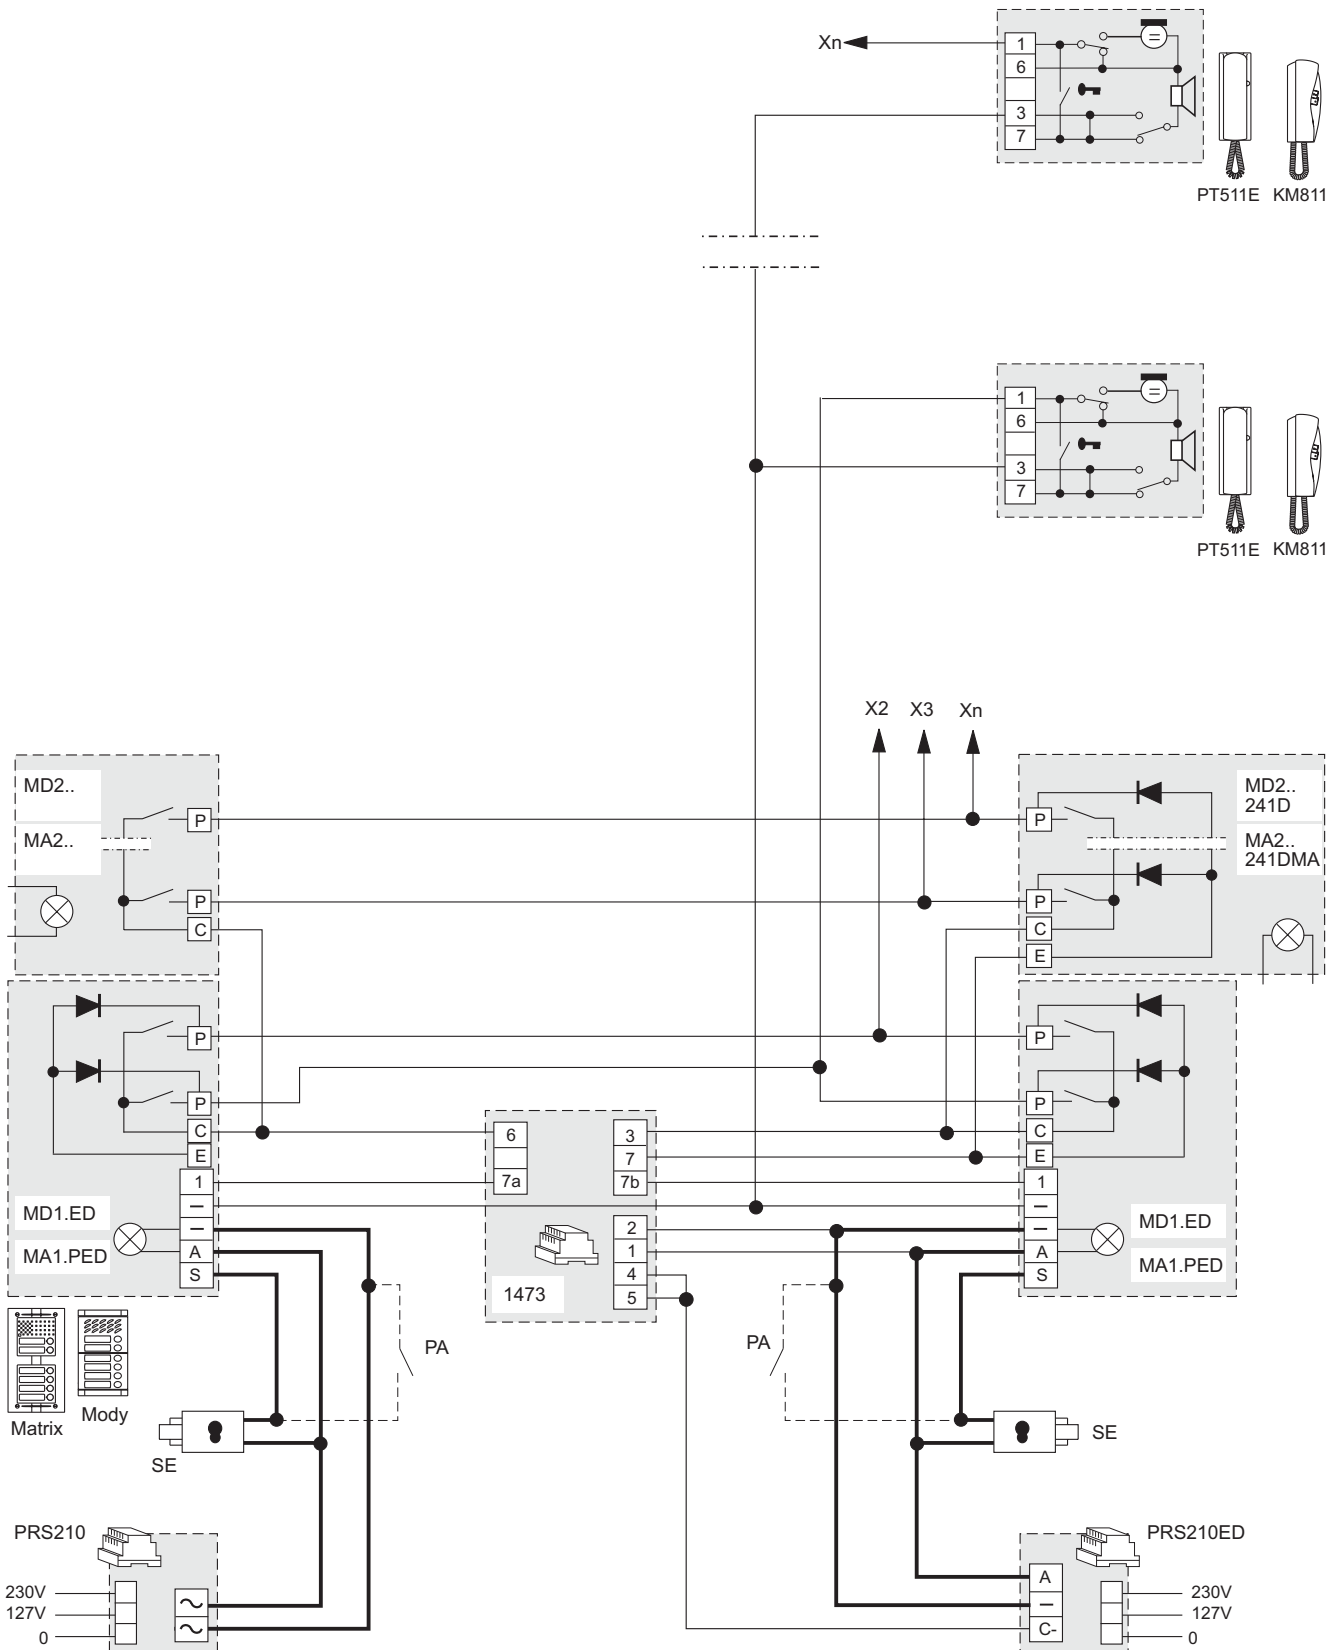 Xn
1
6
3
7
PT511E KM811
1
6
3
7
PT511E KM811
X2 X3 Xn
MD2..
MA2..
P
P
C
P
P
C
E
MD2..
241D
MA2..
241DMA
P
P
C
E
1
–
–
A
S
MD1.ED
MA1.PED
6
7a
3
7
7b
2
1
4
5
1473
P
P
C
E
1
–
–
A
S
MD1.ED
MA1.PED
Matrix
Mody
PA
PA
SE
SE
PRS210
230V
127V
0
~
~
PRS210ED
A
–
C-
230V
127V
0